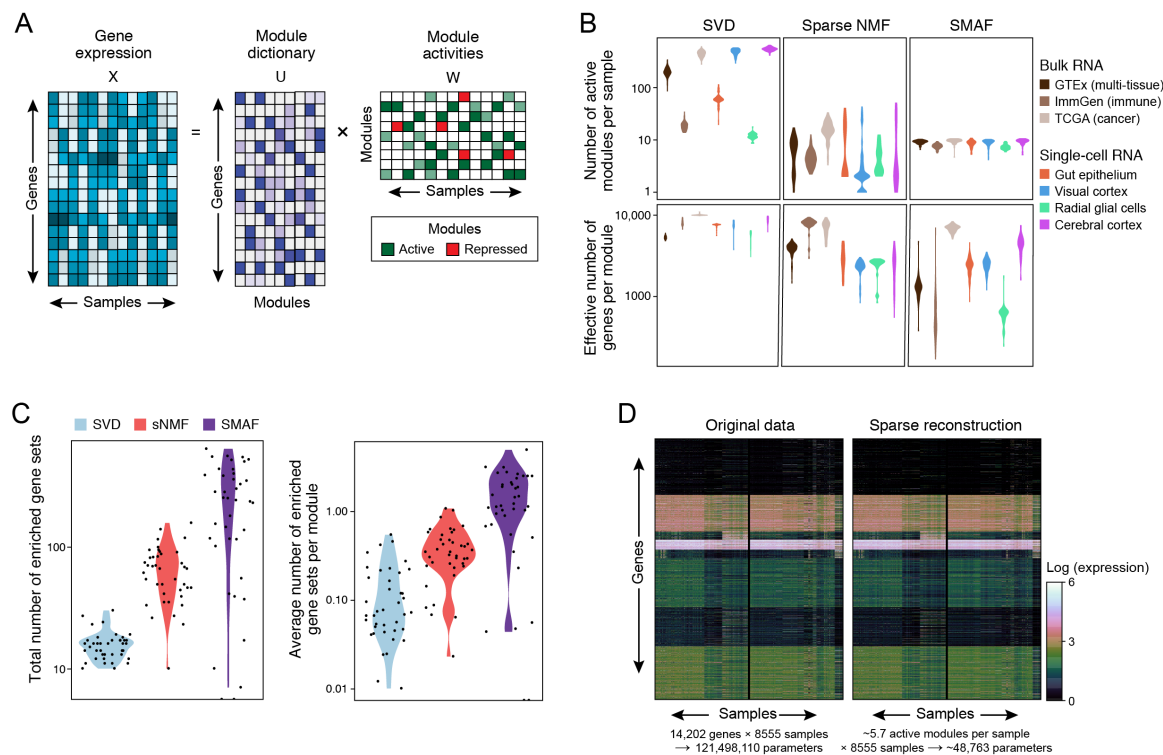 A
Gene
expression
X
Genes
Samples
=
Module
dictionary
U
Genes
Modules
×
Module
activities
W
Modules
Samples
Modules
Active
Repressed
B
SVD
Sparse NMF
SMAF
Number of active
modules per sample
100
10
1
Effective number of
genes per module
10,000
1000
Bulk RNA
GTEx (multi-tissue)
ImmGen (immune)
TCGA (cancer)
Single-cell RNA
Gut epithelium
Visual cortex
Radial glial cells
Cerebral cortex
C
SVD
sNMF
SMAF
Total number of enriched gene sets
100
10
Average number of enriched
gene sets per module
1.00
0.10
0.01
D
Original data
Sparse reconstruction
Genes
Log (expression)
6
3
0
Samples
Samples
14,202 genes × 8555 samples
→ 121,498,110 parameters
~5.7 active modules per sample
× 8555 samples → ~48,763 parameters